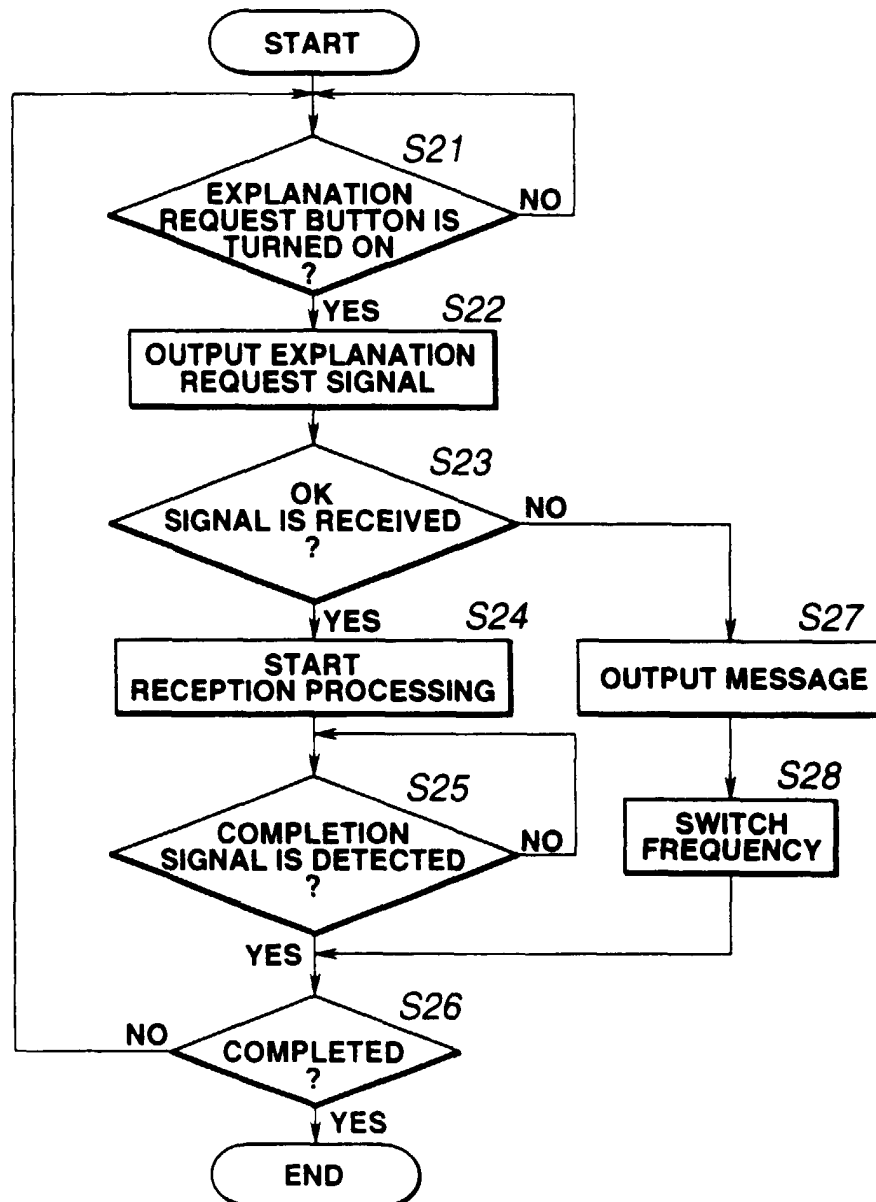 START
S21
EXPLANATION
REQUEST BUTTON IS
TURNED ON
?
NO
YES
S22
OUTPUT EXPLANATION
REQUEST SIGNAL
S23
OK
SIGNAL IS RECEIVED
?
NO
YES
S24
START
RECEPTION PROCESSING
S27
OUTPUT MESSAGE
S25
COMPLETION
SIGNAL IS DETECTED
?
NO
S28
SWITCH
FREQUENCY
YES
S26
NO
COMPLETED
?
YES
END